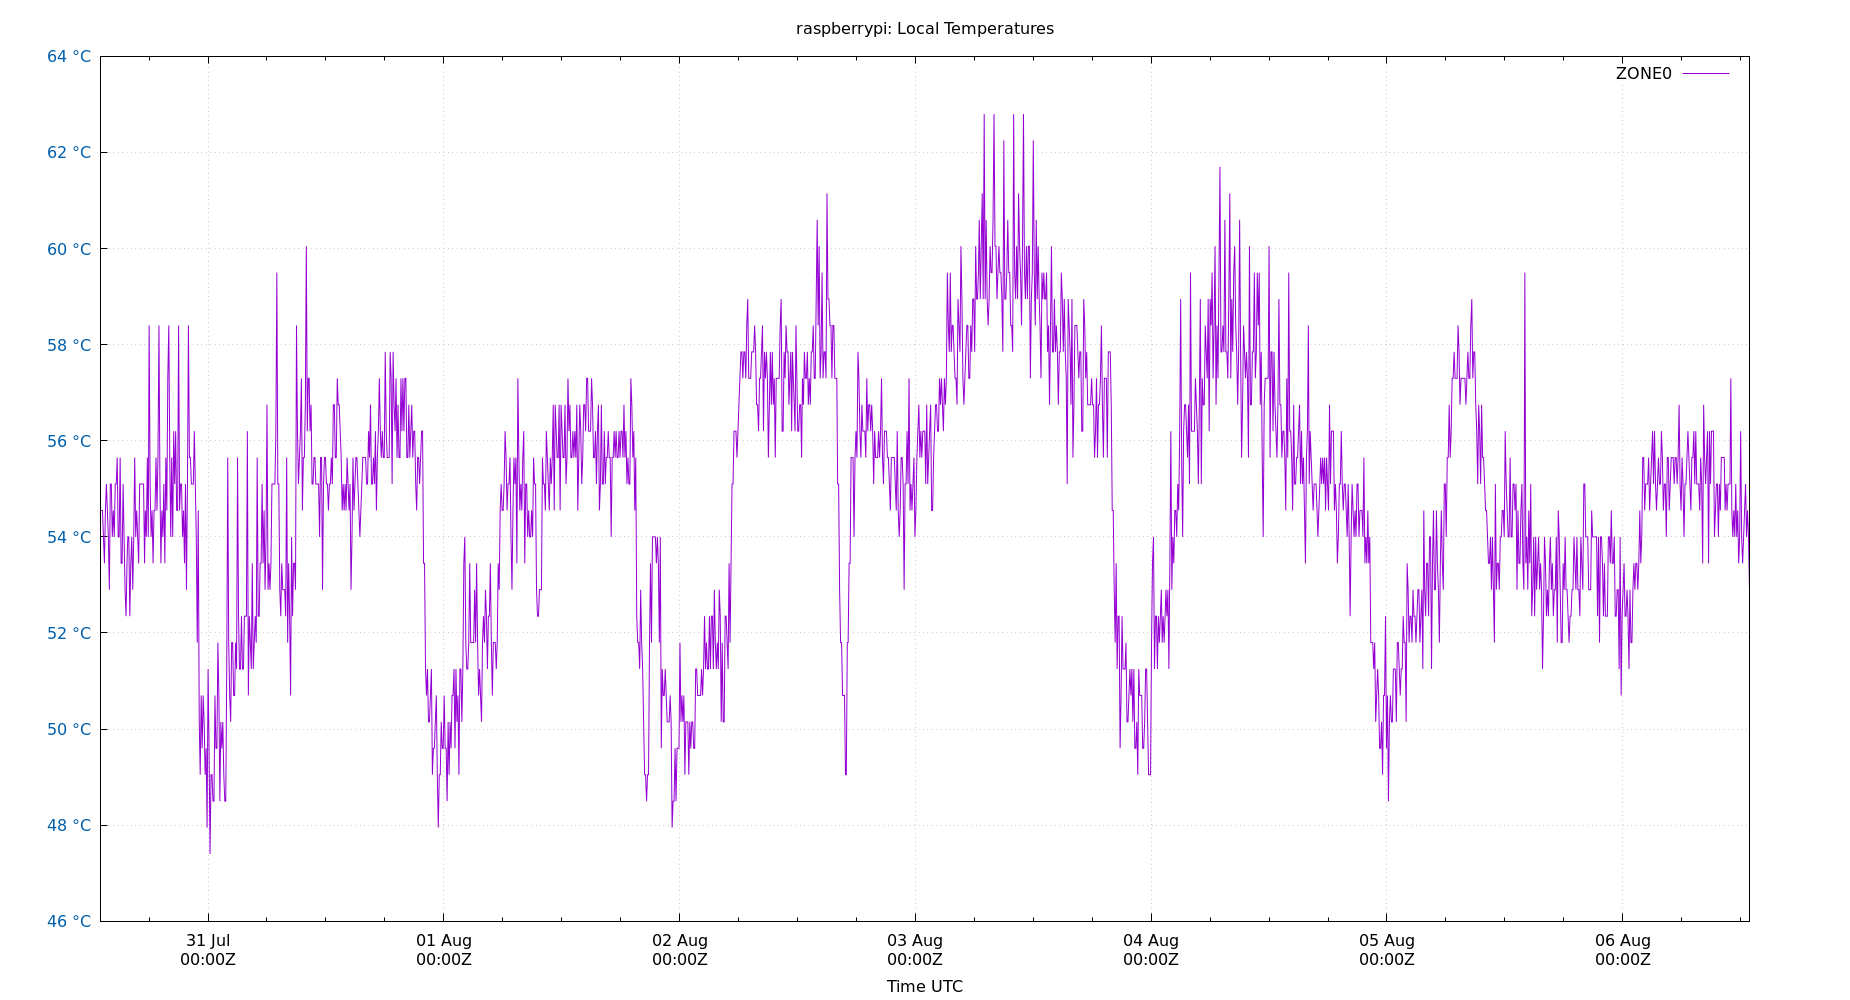 raspberrypi: Local Temperatures
ZONE0
64 °C
62 °C
60 °C
58 °C
56 °C
54 °C
52 °C
50 °C
48 °C
46 °C
31 Jul 01 Aug 02 Aug 03 Aug 04 Aug 05 Aug 06 Aug
00:00Z 00:00Z 00:00Z 00:00Z 00:00Z 00:00Z 00:00Z
Time UTC